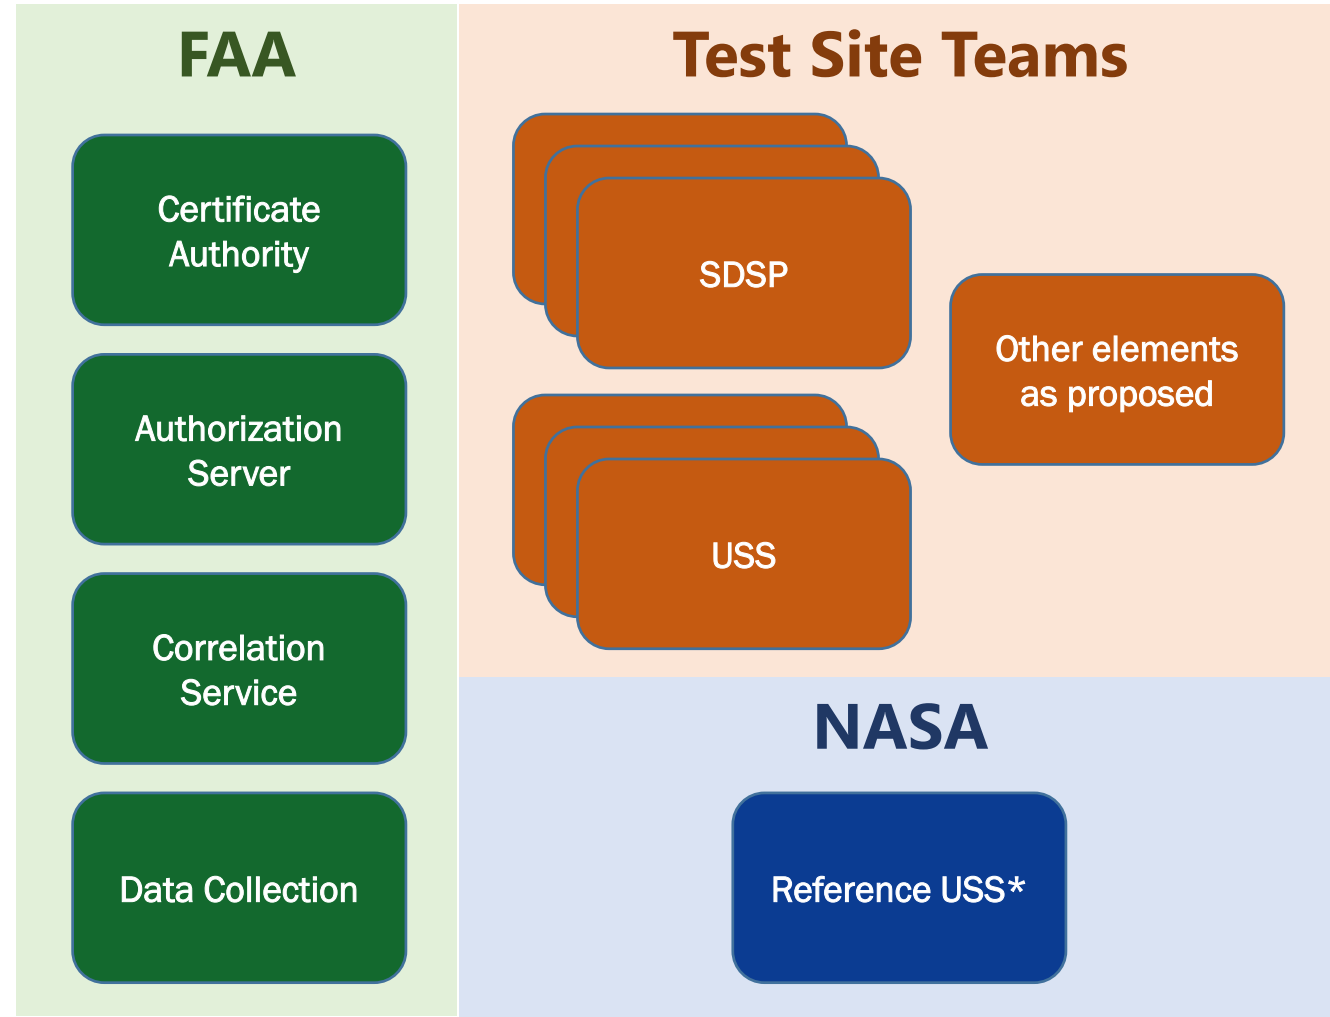 FAA
Certificate
Authority
Authorization
Server
Correlation
Service
Data Collection
Test Site Teams
SDSP
USS
Other elements
as proposed
NASA
Reference USS*